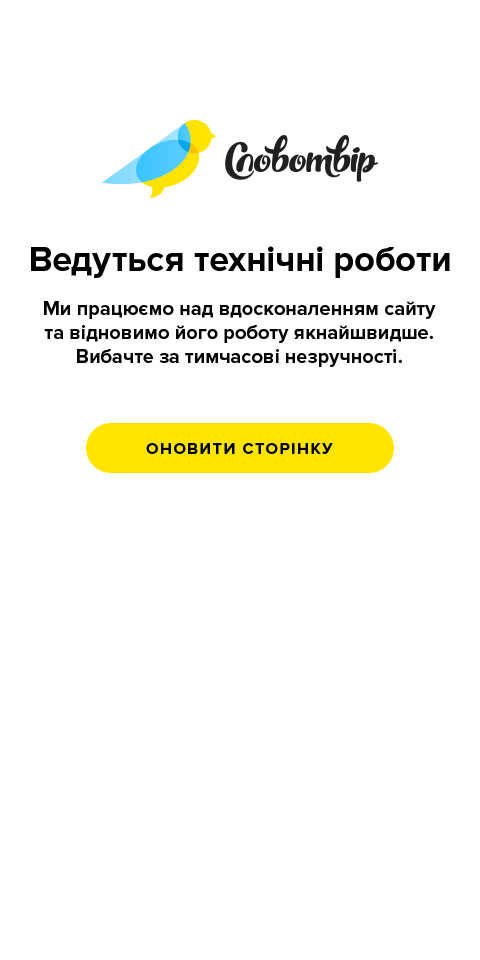 Словотвір
Ведуться технічні роботи
Ми працюємо над вдосконаленням сайту
та відновимо його роботу якнайшвидше.
Вибачте за тимчасові незручності.
ОНОВИТИ СТОРІНКУ